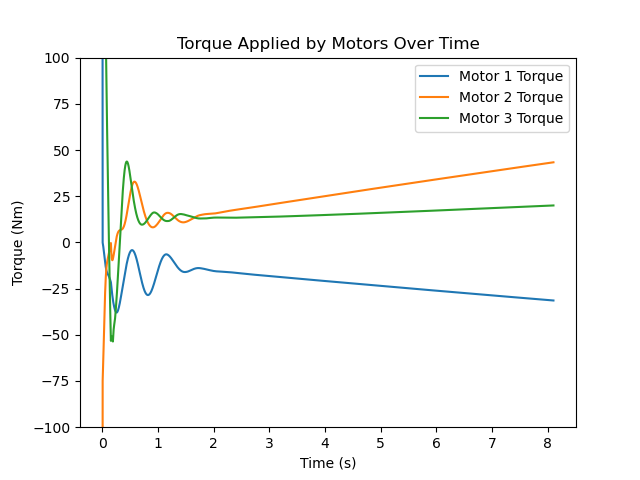 Torque Applied by Motors Over Time
Torque (Nm)
100
75
50
25
0
−25
−50
−75
−100
Motor 1 Torque
Motor 2 Torque
Motor 3 Torque
0 1 2 3 4 5 6 7 8
Time (s)